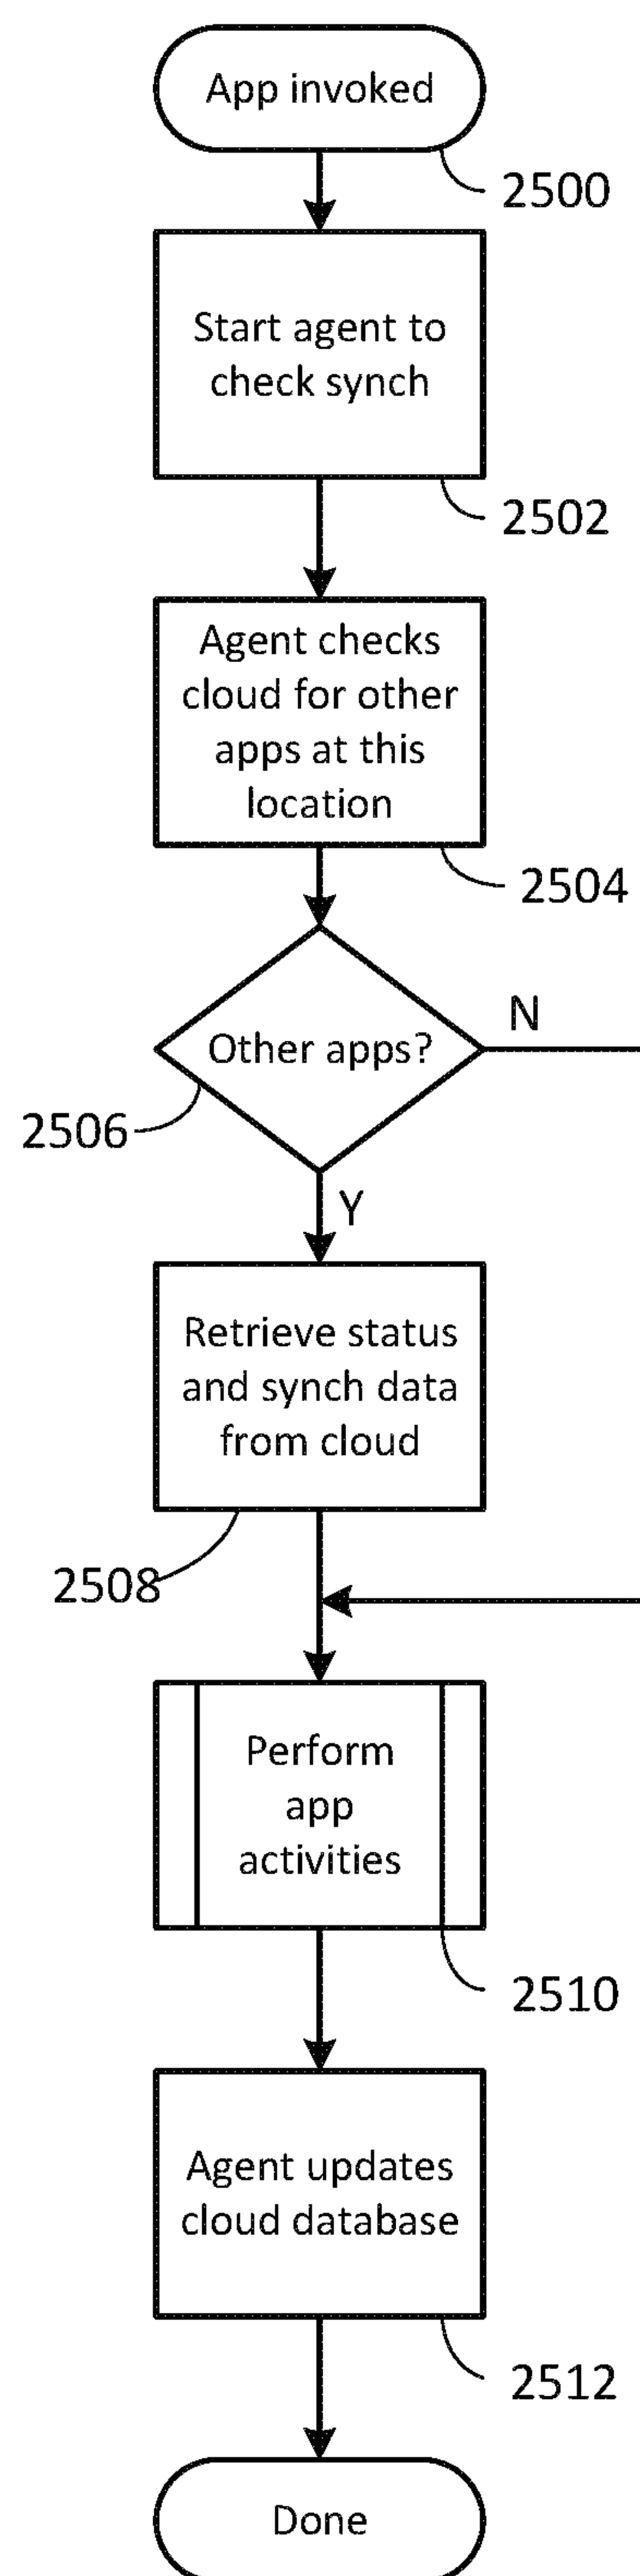 App invoked
2500
Start agent to
check synch
2502
Agent checks
cloud for other
apps at this
location
2504
N
Other apps?
2506
Y
Retrieve status
and synch data
from cloud
2508
Perform
app
activities
2510
Agent updates
cloud database
2512
Done